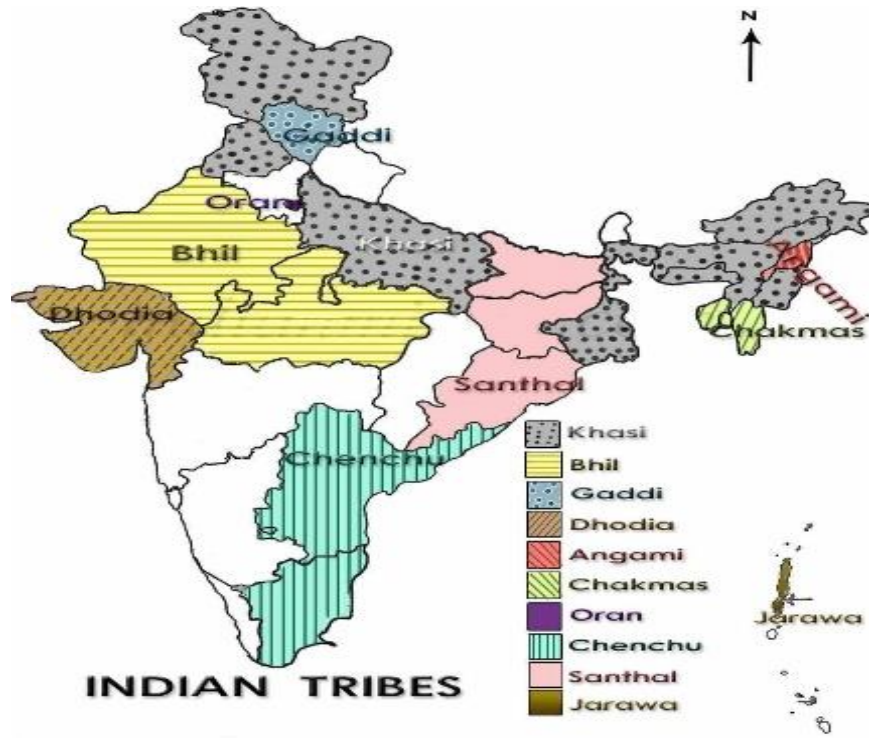 N
Gaddi
Oran
Khasi
Bhil
Angami
Dhodia
Chakmas
Santhal
Chenchu
Khasi
Bhil
Gaddi
Dhodia
Angami
Chakmas
Oran
Chenchu
Santhal
Jarawa
Jarawa
INDIAN TRIBES